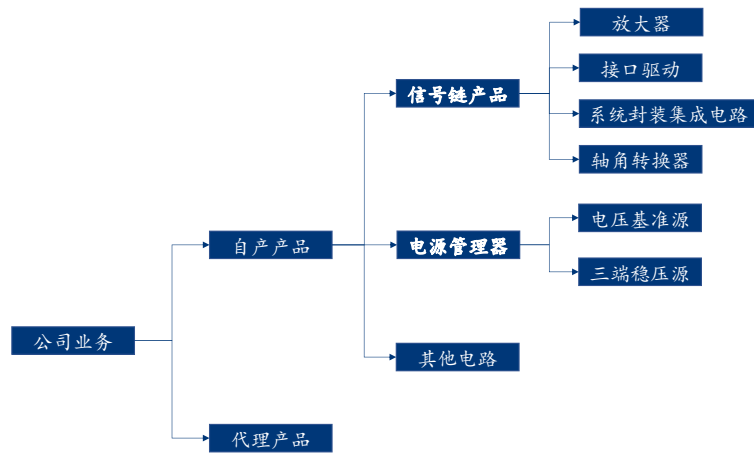 放大器
接口驱动
信号链产品
系统封装集成电路
轴角转换器
电压基准源
自产产品
电源管理器
三端稳压源
公司业务
其他电路
代理产品